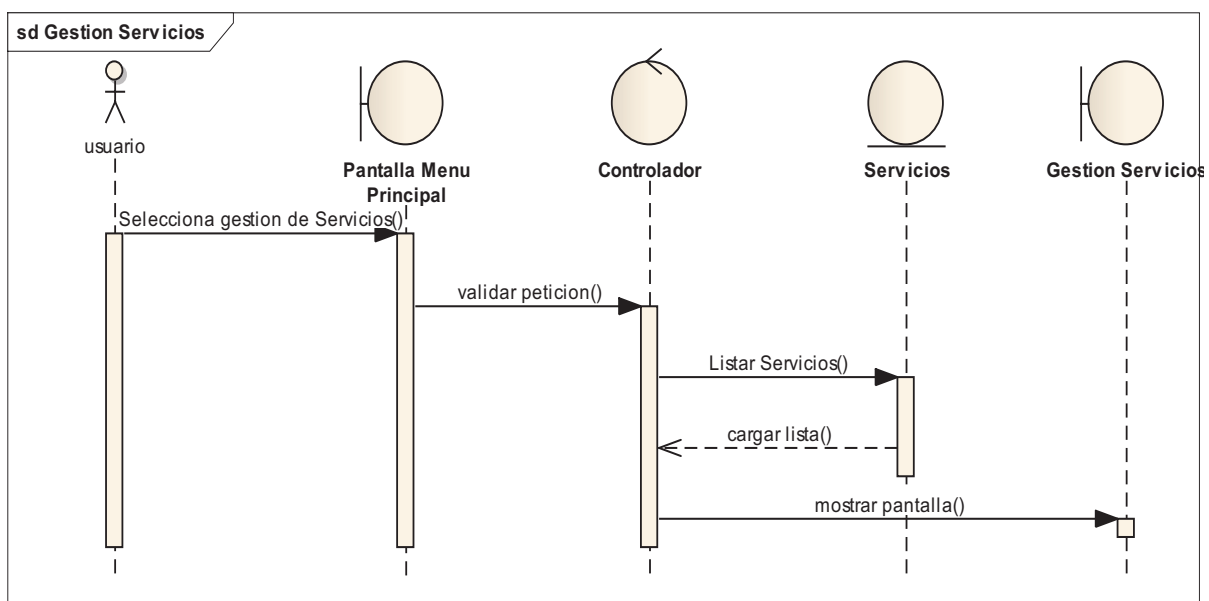 sd Gestion Servicios
usuario
Pantalla Menu
Principal
Controlador
Servicios
Gestion Servicios
Selecciona gestion de Servicios()
validar peticion()
Listar Servicios()
cargar lista()
mostrar pantalla()